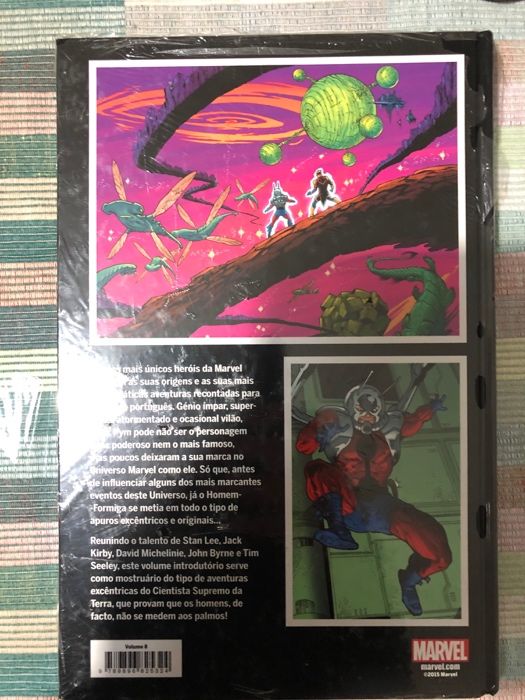 mais únicos heróis da Marvel
suas origens e as suas mais
aventuras recontadas para
português. Génio ímpar, super-
atormentado e ocasional vilão,
Pym pode não ser o personagem
poderoso nem o mais famoso,
mas poucos deixaram a sua marca no
Universo Marvel como ele. Só que, antes
de influenciar alguns dos mais marcantes
eventos deste Universo, já o Homem-
-Formiga se metia em todo o tipo de
apuros excêntricos e originais...
Reunindo o talento de Stan Lee, Jack
Kirby, David Michelinie, John Byrne e Tim
Seeley, este volume introdutório serve
como mostruário do tipo de aventuras
excêntricas do Cientista Supremo da
Terra, que provam que os homens, de
facto, não se medem aos palmos!
Volume 8
MARVEL
marvel.com
©2015 Marvel